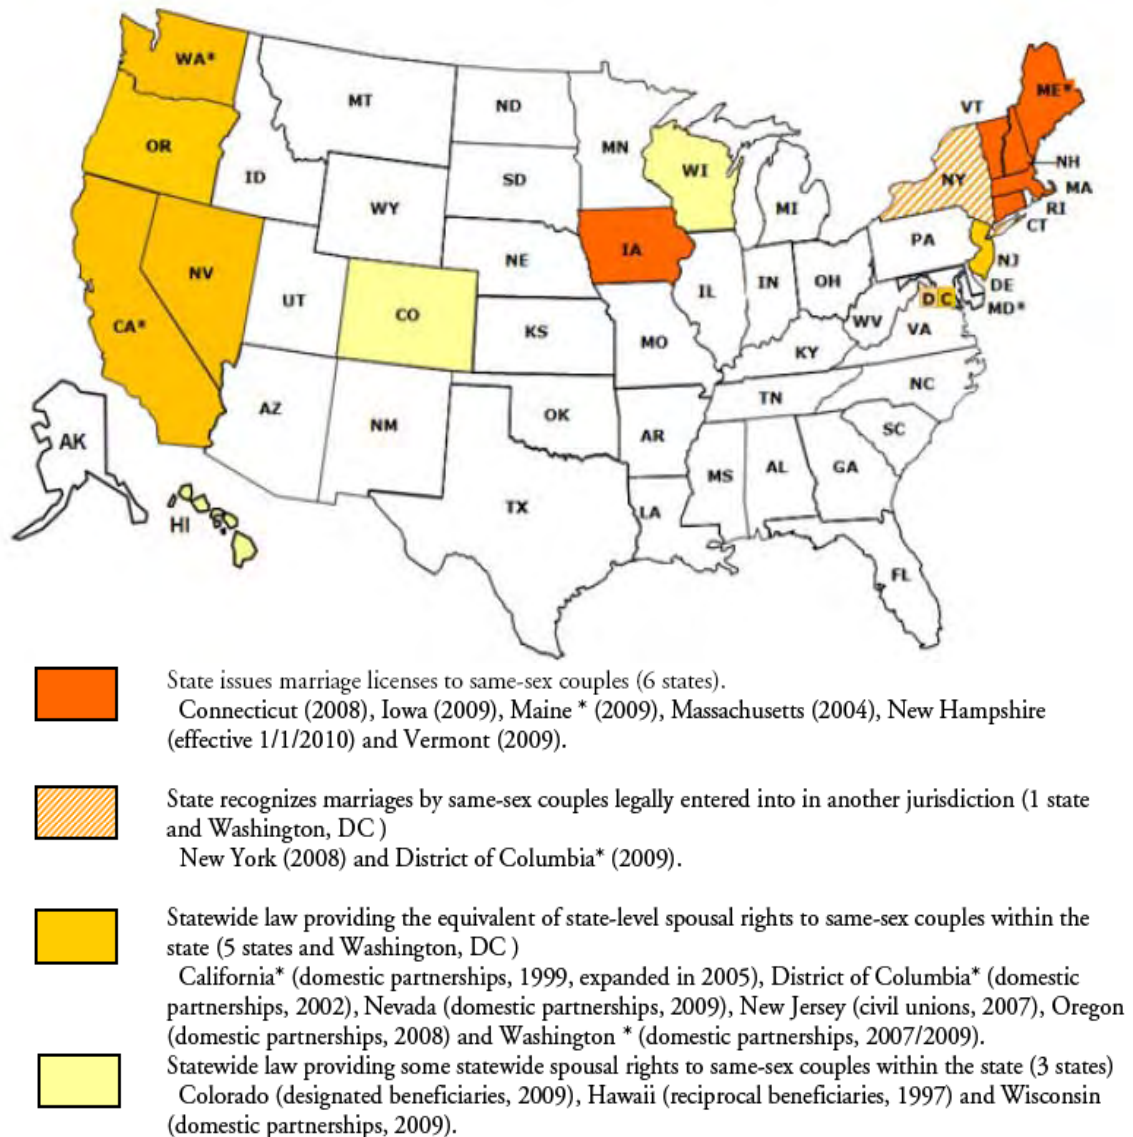 WA*
MT
ND
MN
VT
ME*
OR
ID
SD
WI
MI
NY
NH
MA
RI
CT
WY
IA
PA
NJ
NV
UT
NE
IL
IN
OH
DE
D C
MD*
CA*
CO
KS
MO
WV
VA
KY
AZ
NM
OK
AR
TN
NC
SC
AK
MS
AL
GA
HI
TX
LA
FL
State issues marriage licenses to same-sex couples (6 states).
Connecticut (2008), Iowa (2009), Maine * (2009), Massachusetts (2004), New Hampshire
(effective 1/1/2010) and Vermont (2009).
State recognizes marriages by same-sex couples legally entered into in another jurisdiction (1 state
and Washington, DC )
New York (2008) and District of Columbia* (2009).
Statewide law providing the equivalent of state-level spousal rights to same-sex couples within the
state (5 states and Washington, DC )
California* (domestic partnerships, 1999, expanded in 2005), District of Columbia* (domestic
partnerships, 2002), Nevada (domestic partnerships, 2009), New Jersey (civil unions, 2007), Oregon
(domestic partnerships, 2008) and Washington * (domestic partnerships, 2007/2009).
Statewide law providing some statewide spousal rights to same-sex couples within the state (3 states)
Colorado (designated beneficiaries, 2009), Hawaii (reciprocal beneficiaries, 1997) and Wisconsin
(domestic partnerships, 2009).